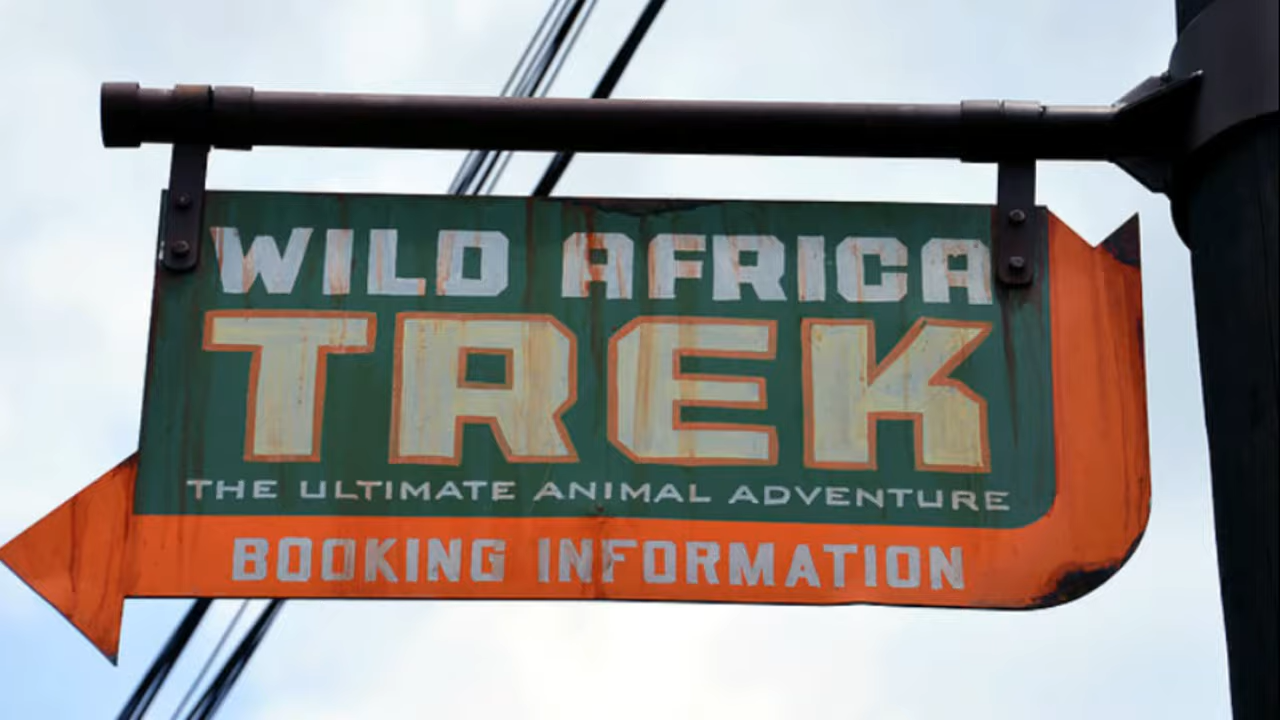 WILD AFRICA
TREK
THE ULTIMATE ANIMAL ADVENTURE
BOOKING INFORMATION